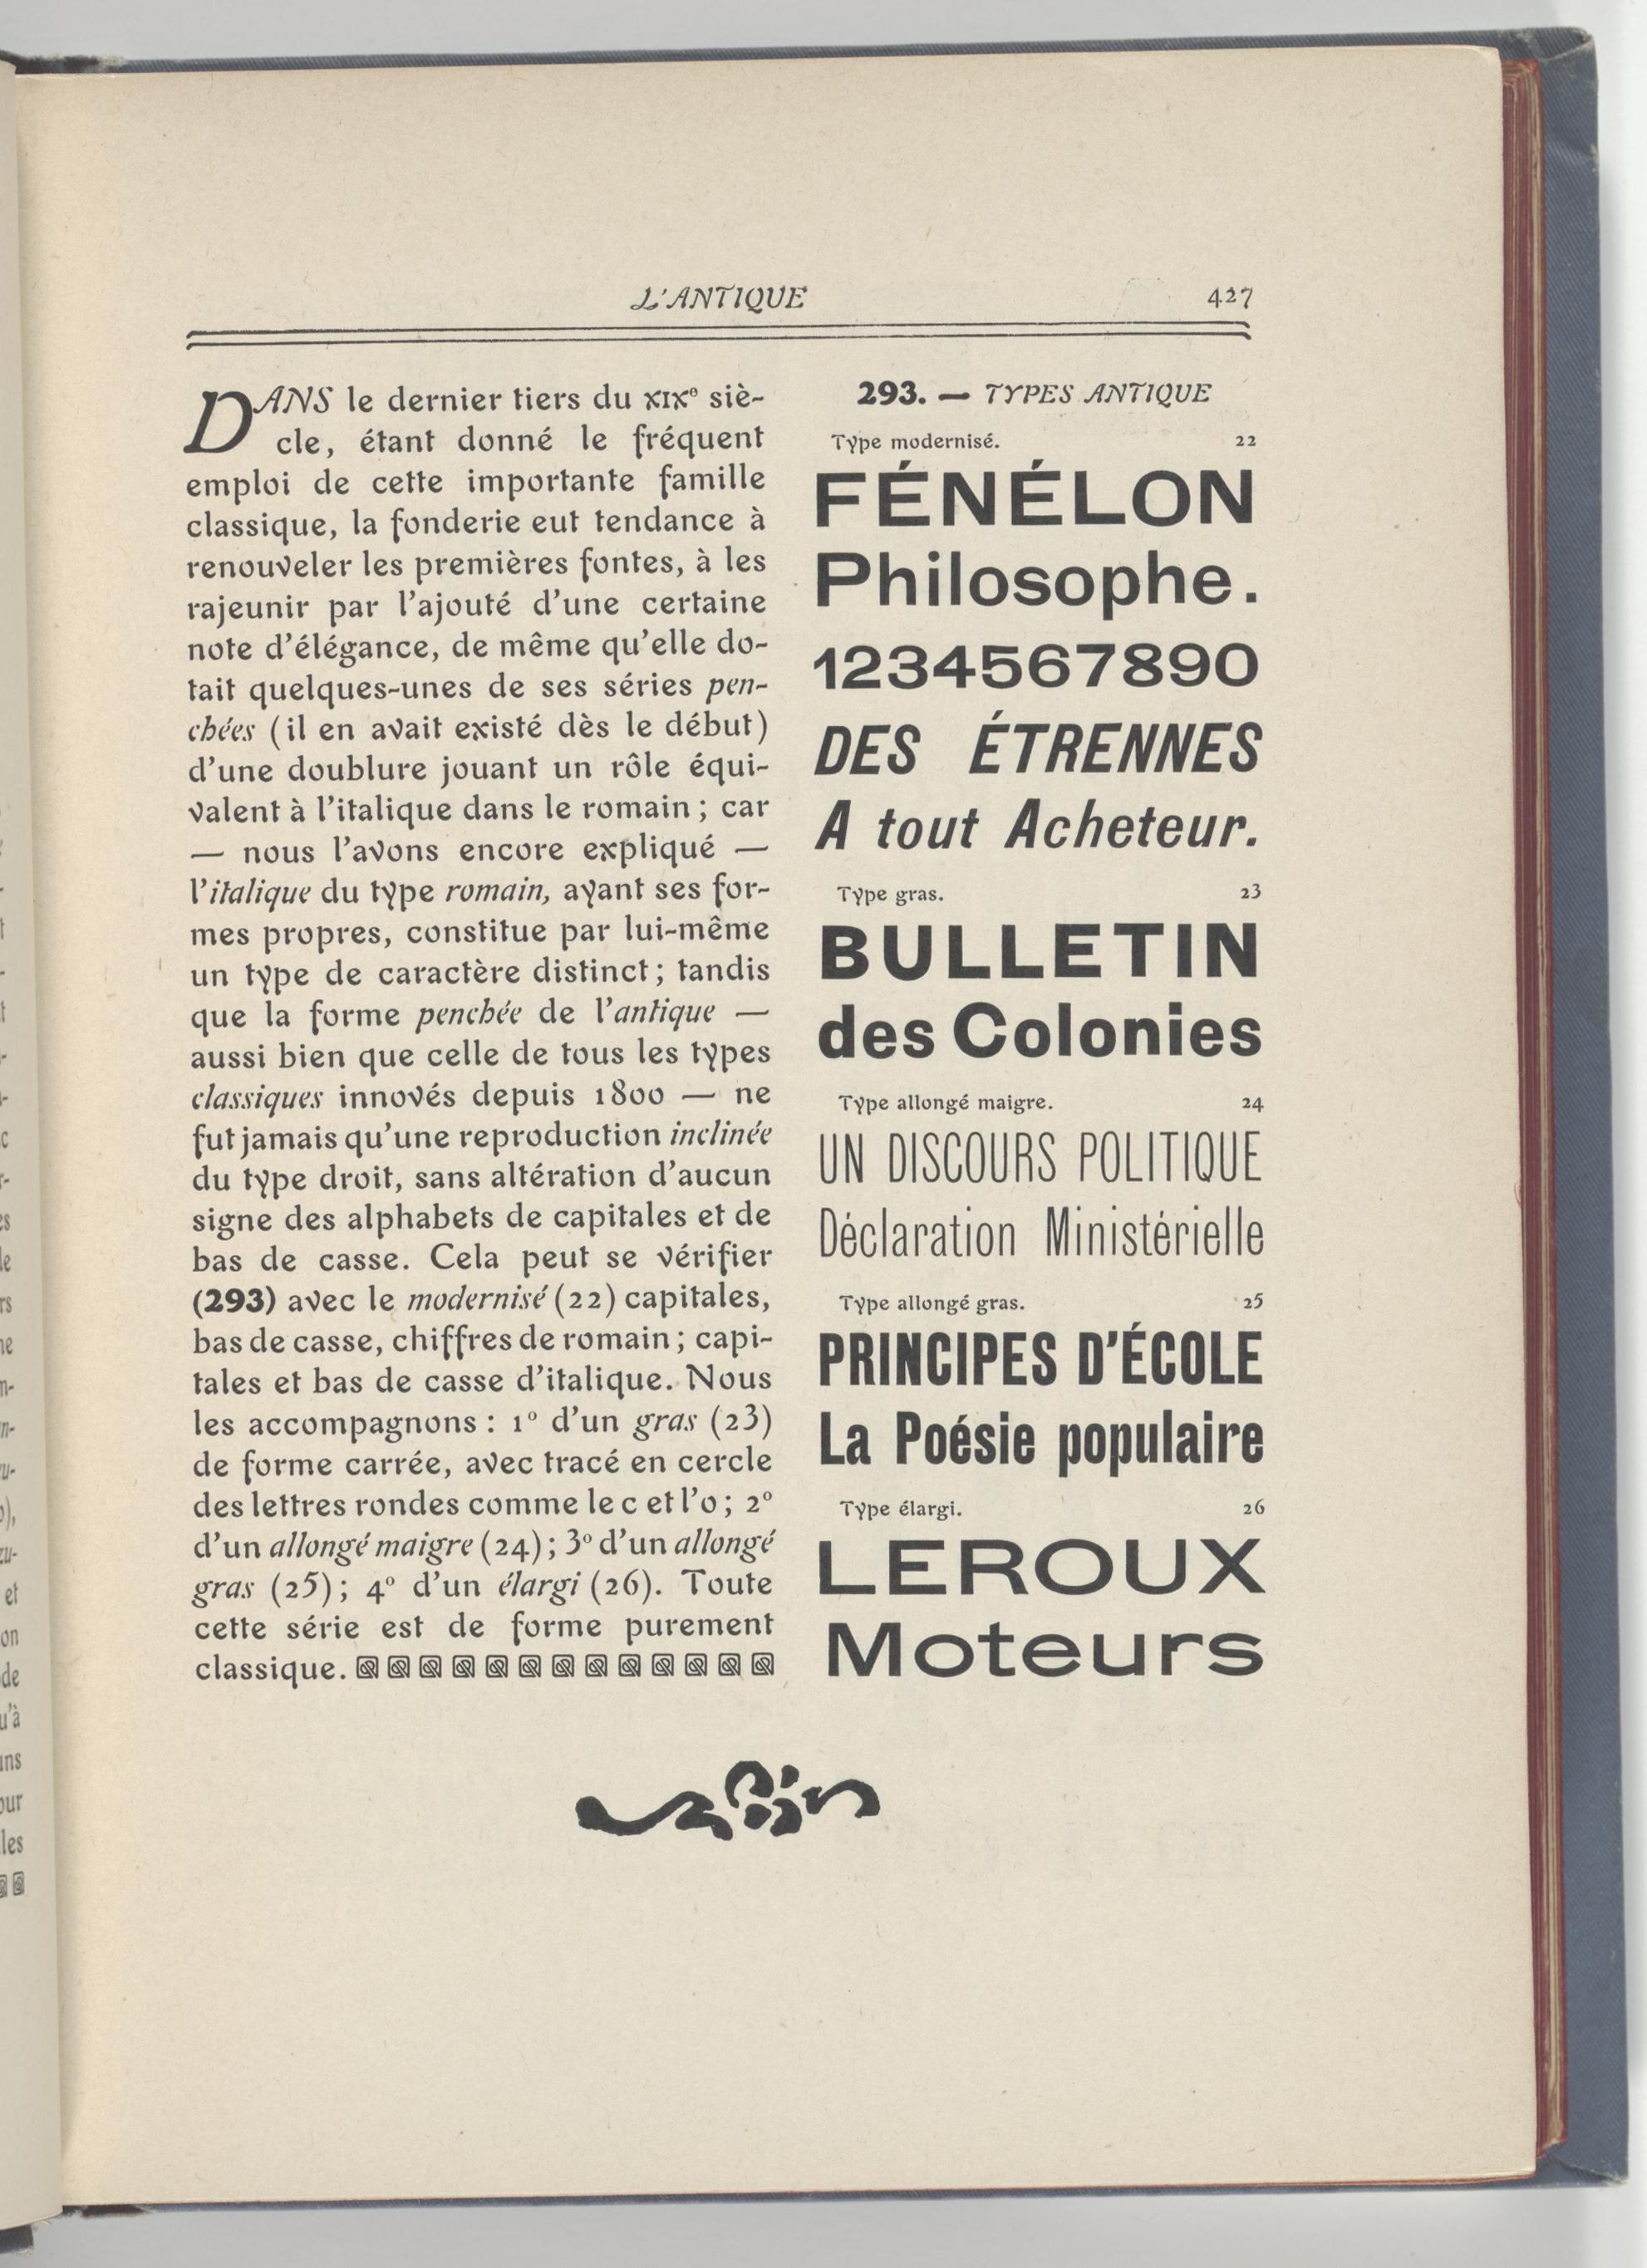 L'ANTIQUE 427
DANS le dernier tiers du XIXe siè-
cle, étant donné le fréquent
emploi de cette importante famille
classique, la fonderie eut tendance à
renouveler les premières fontes, à les
rajeunir par l'ajouté d'une certaine
note d'élégance, de même qu'elle do-
tait quelques-unes de ses séries pen-
chées (il en avait existé dès le début)
d'une doublure jouant un rôle équi-
valent à l'italique dans le romain ; car
— nous l'avons encore expliqué —
l'italique du type romain, ayant ses for-
mes propres, constitue par lui-même
un type de caractère distinct ; tandis
que la forme penchée de l'antique —
aussi bien que celle de tous les types
classiques innovés depuis 1800 — ne
fut jamais qu'une reproduction inclinée
du type droit, sans altération d'aucun
signe des alphabets de capitales et de
bas de casse. Cela peut se vérifier
(293) avec le modernisé (22) capitales,
bas de casse, chiffres de romain ; capi-
tales et bas de casse d'italique. Nous
les accompagnons : 1º d'un gras (23)
de forme carrée, avec tracé en cercle
des lettres rondes comme le c et l'o ; 2º
d'un allongé maigre (24) ; 3º d'un allongé
gras (25) ; 4º d'un élargi (26). Toute
cette série est de forme purement
classique.
293. — TYPES ANTIQUE
Type modernisé. 22
FÉNÉLON
Philosophe.
1234567890
DES ÉTRENNES
A tout Acheteur.
Type gras. 23
BULLETIN
des Colonies
Type allongé maigre. 24
UN DISCOURS POLITIQUE
Déclaration Ministérielle
Type allongé gras. 25
PRINCIPES D'ÉCOLE
La Poésie populaire
Type élargi. 26
LEROUX
Moteurs